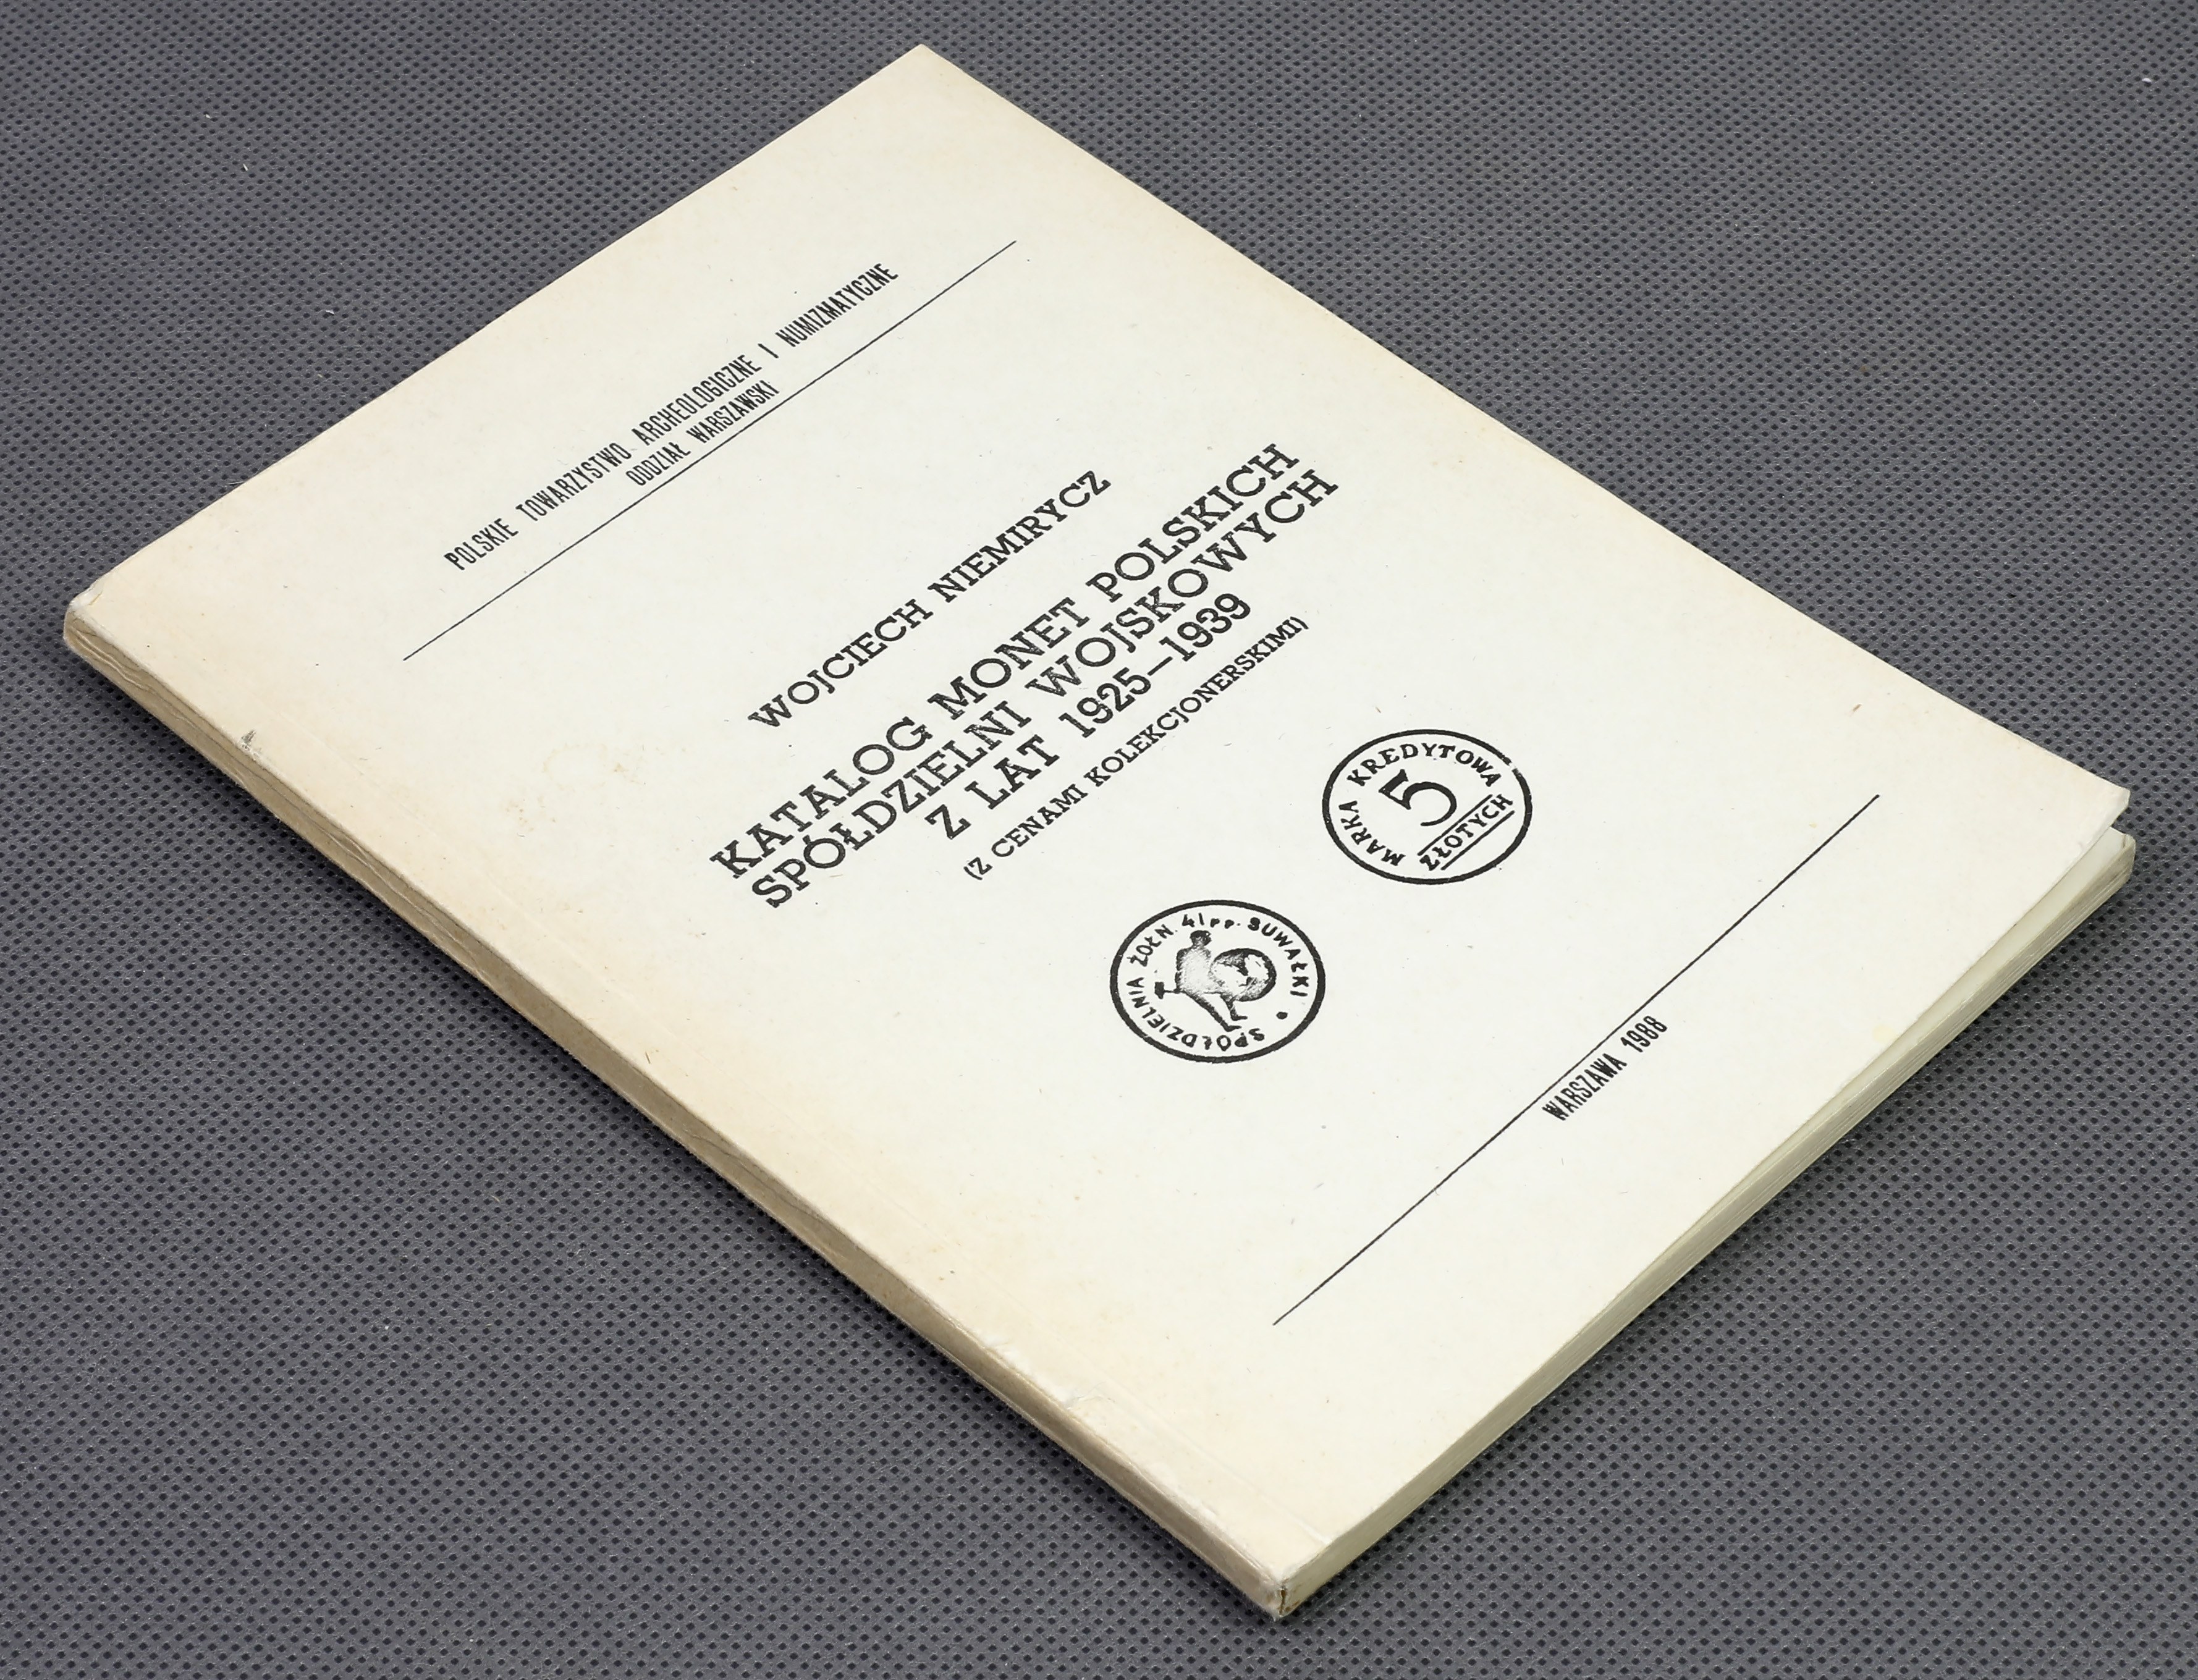 POLSKIE TOWARZYSTWO ARCHEOLOGICZNE I NUMIZMATYCZNE
ODDZIAŁ WARSZAWSKI
WOJCIECH NIEMIRYCZ
KATALOG MONET POLSKICH
SPÓŁDZIELNI WOJSKOWYCH
Z LAT 1925—1939
(Z CENAMI KOLEKCJONERSKIMI)
SPÓŁDZIELNIA ŻOŁN. 41 pp. SUWAŁKI
MARKA KREDYTOWA
5
ZŁOTYCH
WARSZAWA 1988